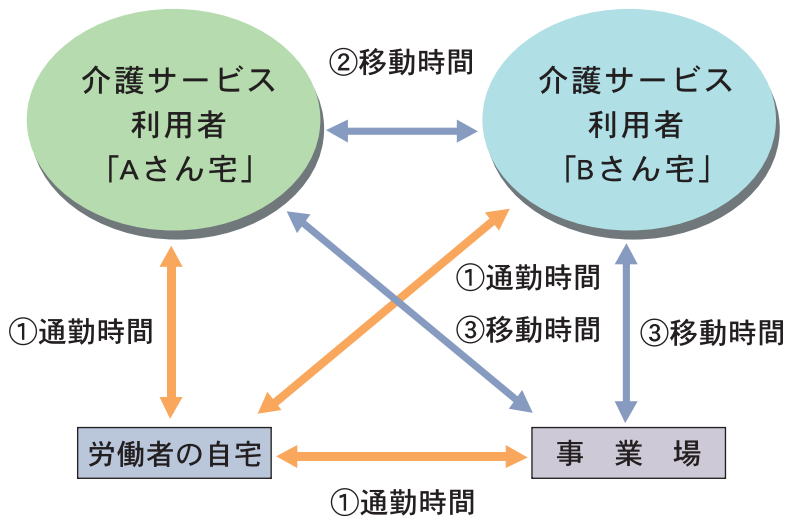 介護サービス
利用者
「Aさん宅」
②移動時間
介護サービス
利用者
「Bさん宅」
①通勤時間
①通勤時間
③移動時間
③移動時間
労働者の自宅
事業場
①通勤時間